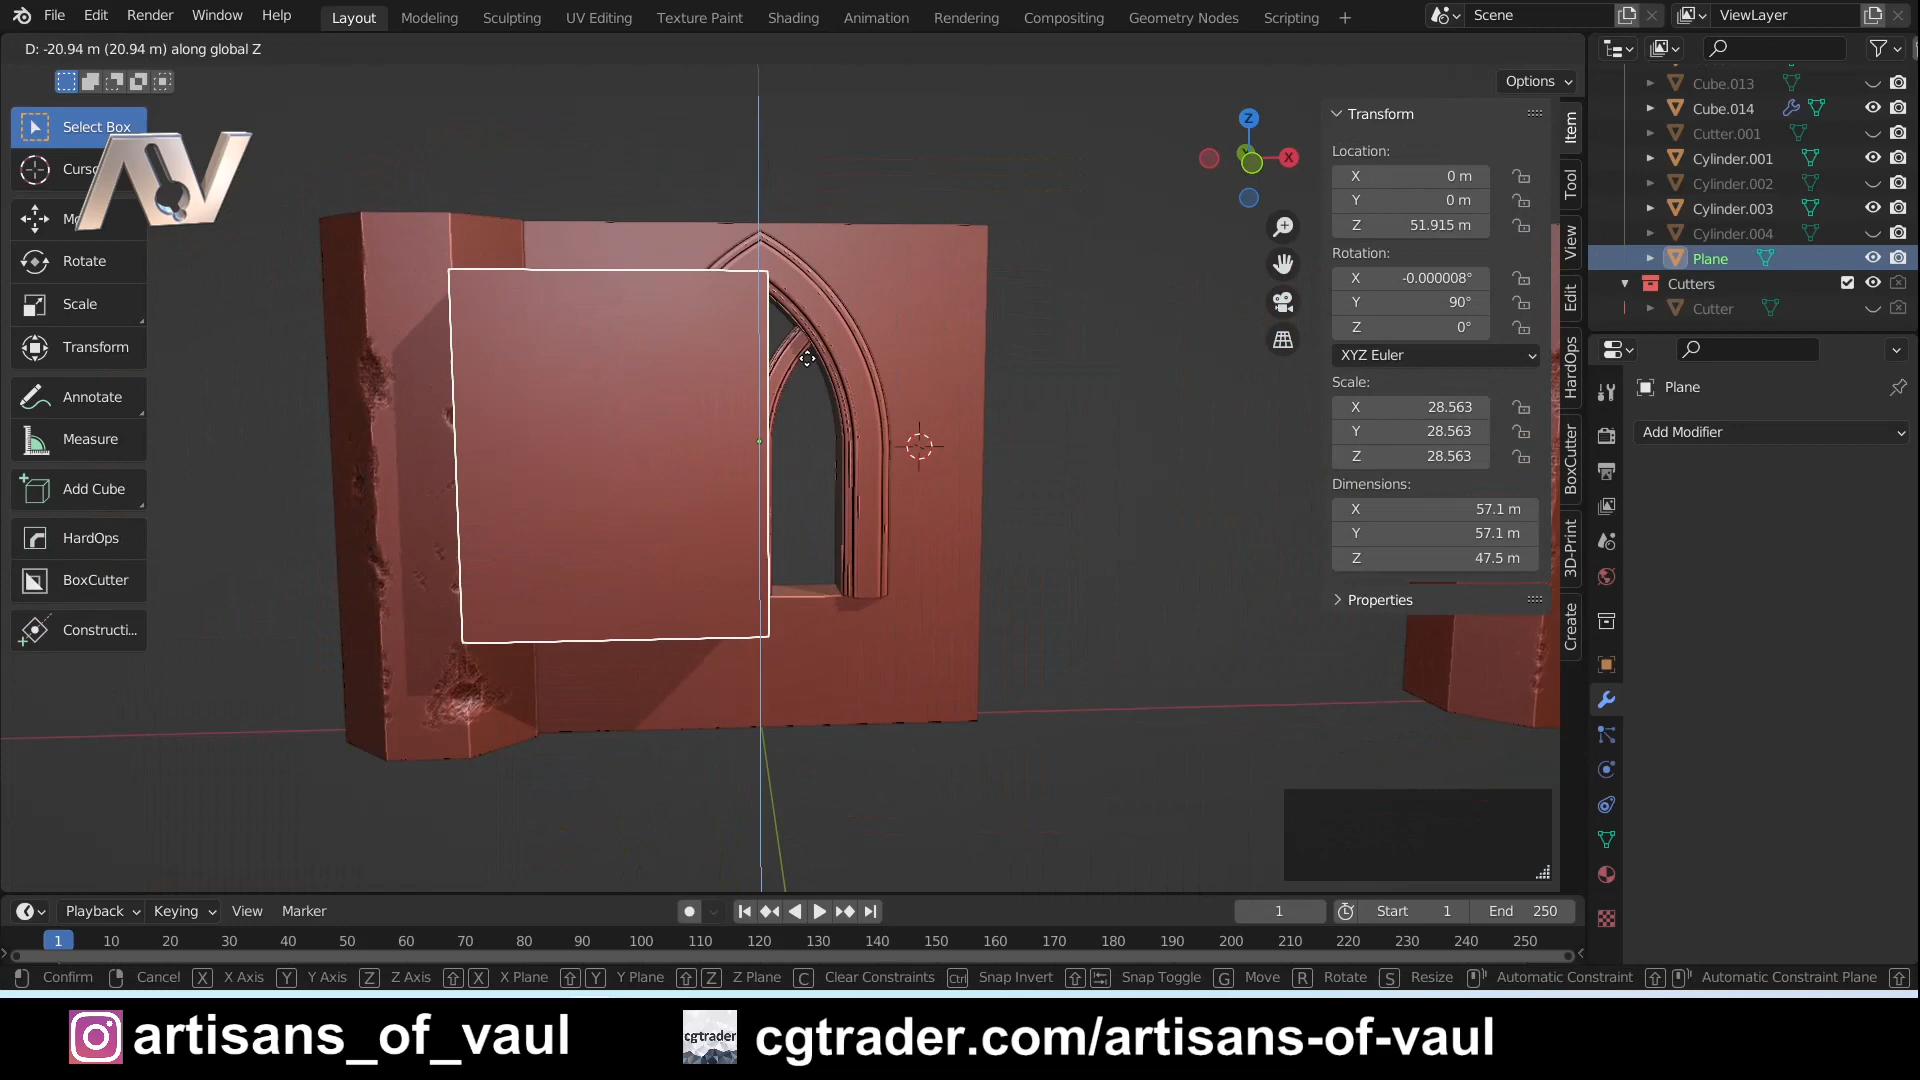 File Edit Render Window Help Layout Modeling Sculpting UV Editing Texture Paint Shading Animation Rendering Compositing Geometry Nodes Scripting + Scene ViewLayer
D: -20.94 m (20.94 m) along global Z
Options
Select Box
Move
Rotate
Scale
Transform
Annotate
Measure
Add Cube
HardOps
BoxCutter
Constructi...
AV
Z
X
Transform
Location:
X 0 m
Y 0 m
Z 51.915 m
Rotation:
X -0.000008°
Y 90°
Z 0°
XYZ Euler
Scale:
X 28.563
Y 28.563
Z 28.563
Dimensions:
X 57.1 m
Y 57.1 m
Z 47.5 m
Properties
Item
Tool
View
Edit
HardOps
BoxCutter
3D-Print
Create
Cube.013
Cube.014
Cutter.001
Cylinder.001
Cylinder.002
Cylinder.003
Cylinder.004
Plane
Cutters
Cutter
Plane
Add Modifier
Playback Keying View Marker 1 Start 1 End 250
1 10 20 30 40 50 60 70 80 90 100 110 120 130 140 150 160 170 180 190 200 210 220 230 240 250
Confirm Cancel X X Axis Y Y Axis Z Z Axis X X Plane Y Y Plane Z Z Plane C Clear Constraints Ctrl Snap Invert Snap Toggle G Move R Rotate S Resize Automatic Constraint Automatic Constraint Plane
artisans_of_vaul cgtrader cgtrader.com/artisans-of-vaul